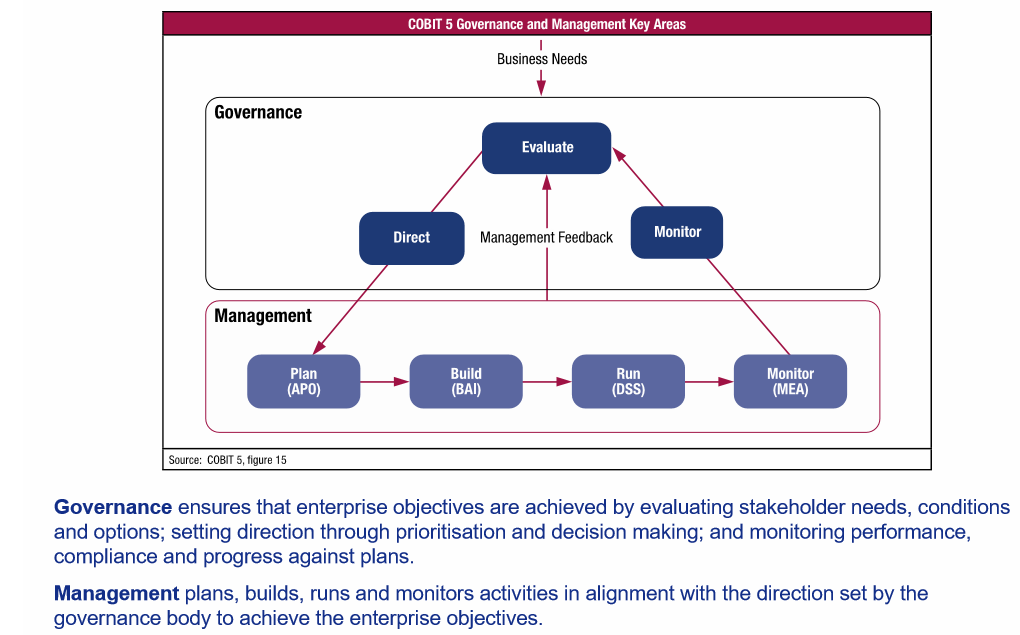 COBIT 5 Governance and Management Key Areas
Business Needs
Governance
Evaluate
Direct
Management Feedback
Monitor
Management
Plan
(APO)
Build
(BAI)
Run
(DSS)
Monitor
(MEA)
Source: COBIT 5, figure 15
Governance ensures that enterprise objectives are achieved by evaluating stakeholder needs, conditions
and options; setting direction through prioritisation and decision making; and monitoring performance,
compliance and progress against plans.
Management plans, builds, runs and monitors activities in alignment with the direction set by the
governance body to achieve the enterprise objectives.